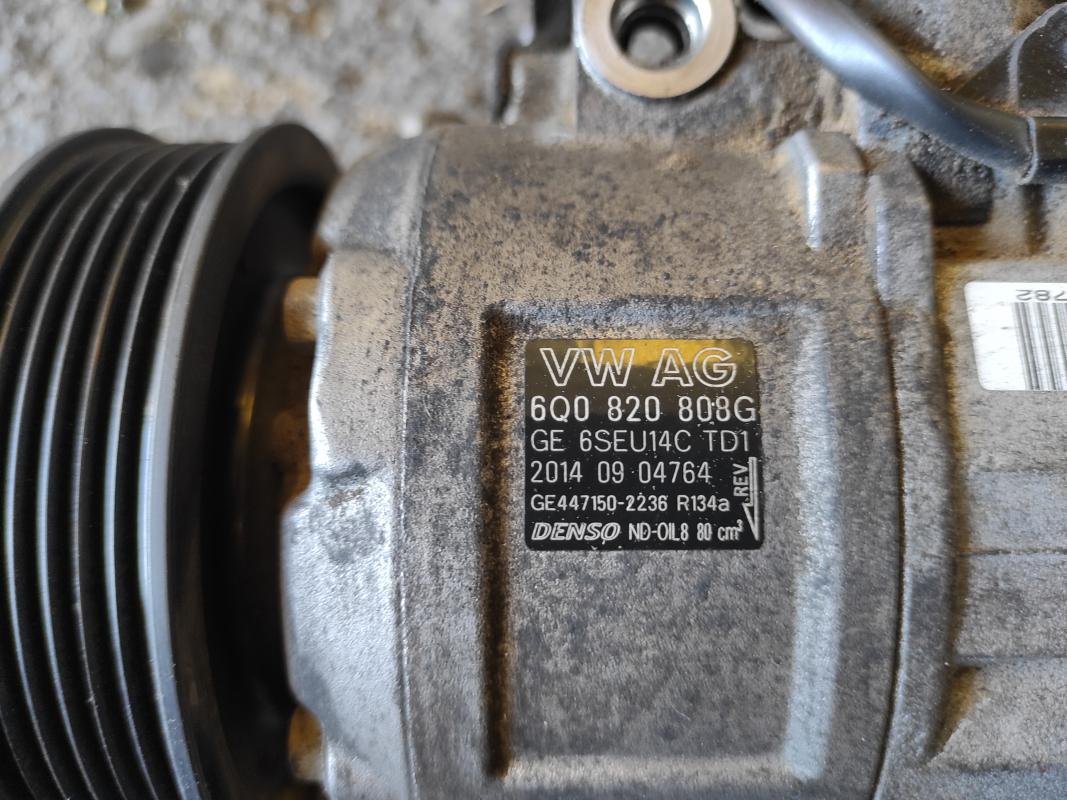 VW AG
6Q0 820 808G
GE 6SEU14C TD1
2014 09 04764
REV
GE447150-2236 R134a
DENSO ND-OIL8 80 cm³
782